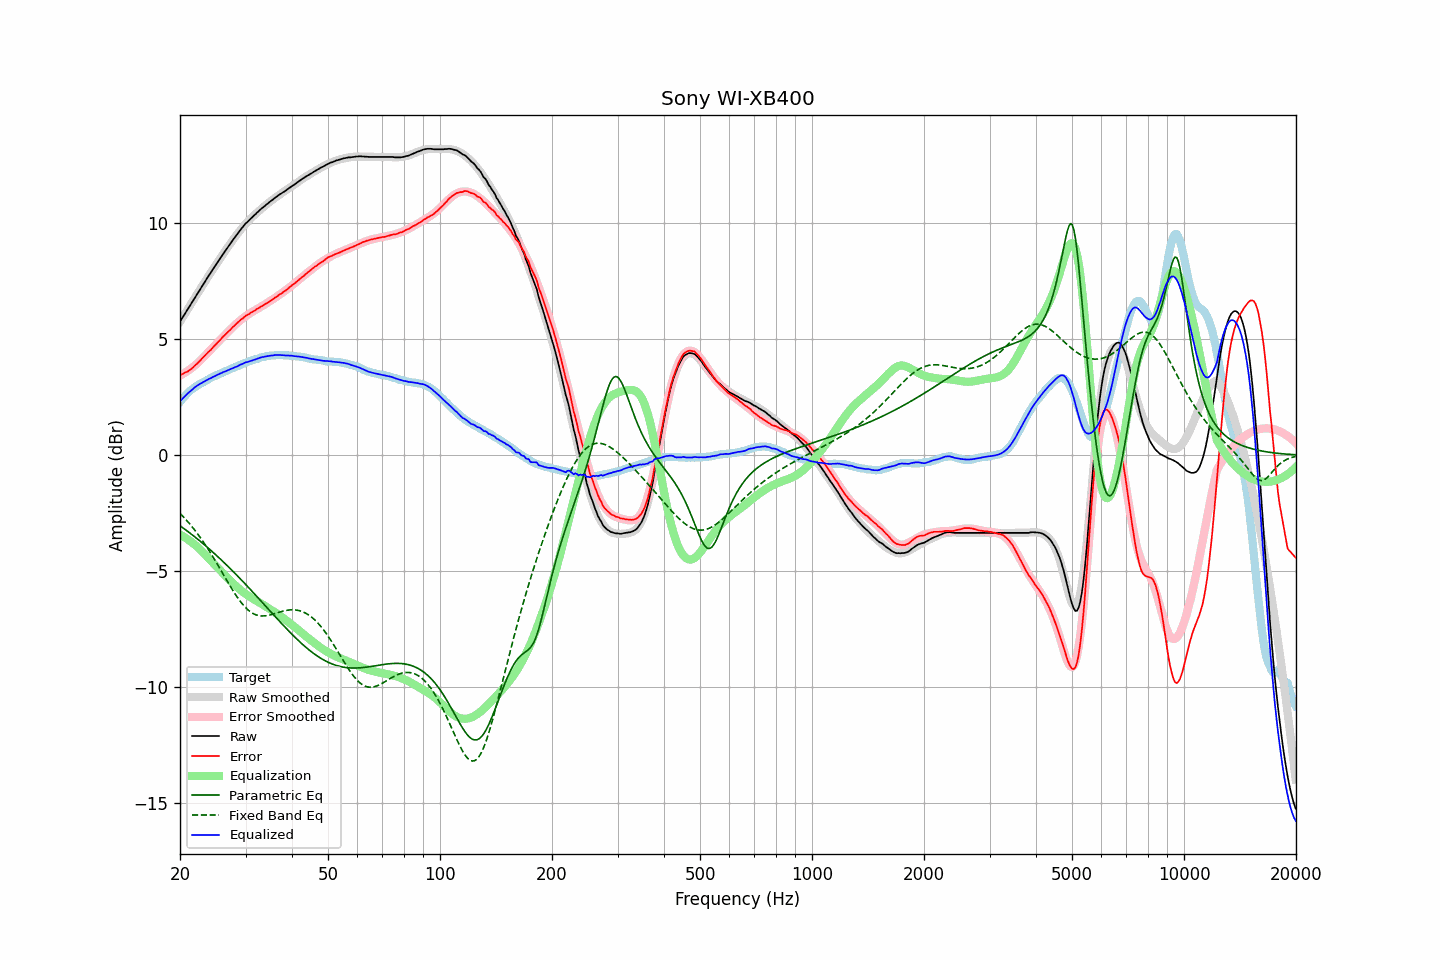 Sony WI-XB400
Amplitude (dBr)
10
5
0
−5
−10
−15
Target
Raw Smoothed
Error Smoothed
Raw
Error
Equalization
Parametric Eq
Fixed Band Eq
Equalized
20 50 100 200 500 1000 2000 5000 10000 20000
Frequency (Hz)